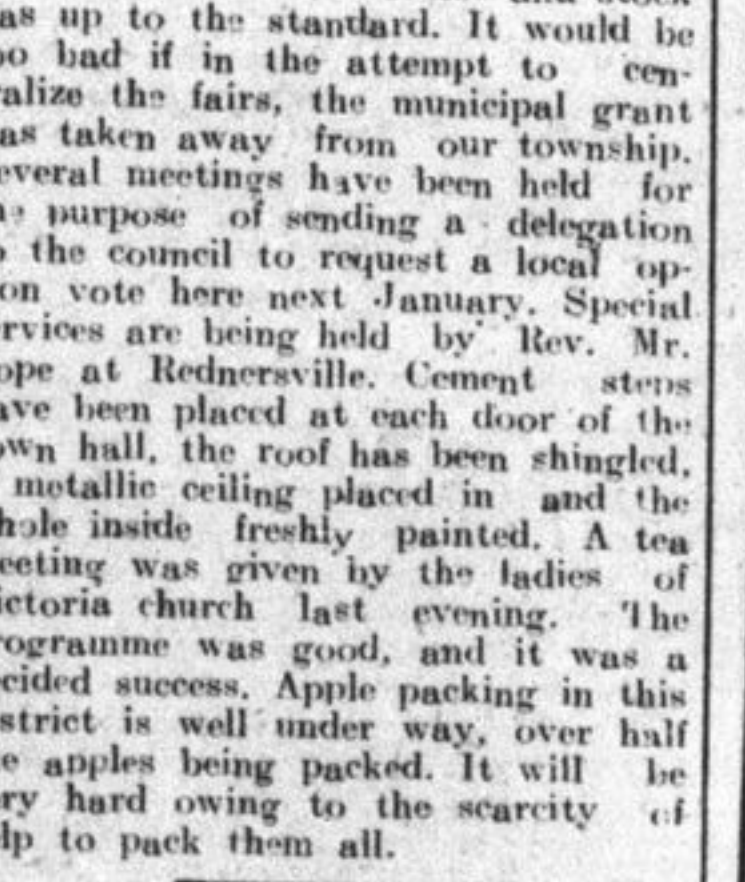 as up to the standard. It would be
oo bad if in the attempt to cen-
ralize the fairs, the municipal grant
as taken away from our township.
everal meetings have been held for
he purpose of sending a delegation
o the council to request a local op-
on vote here next January. Special
ervices are being held by Rev. Mr.
ope at Rednersville. Cement steps
ave been placed at each door of the
own hall, the roof has been shingled,
metallic ceiling placed in and the
hole inside freshly painted. A tea
eeting was given by the ladies of
ictoria church last evening. The
rogramme was good, and it was a
ecided success. Apple packing in this
istrict is well under way, over half
e apples being packed. It will be
ery hard owing to the scarcity of
elp to pack them all.